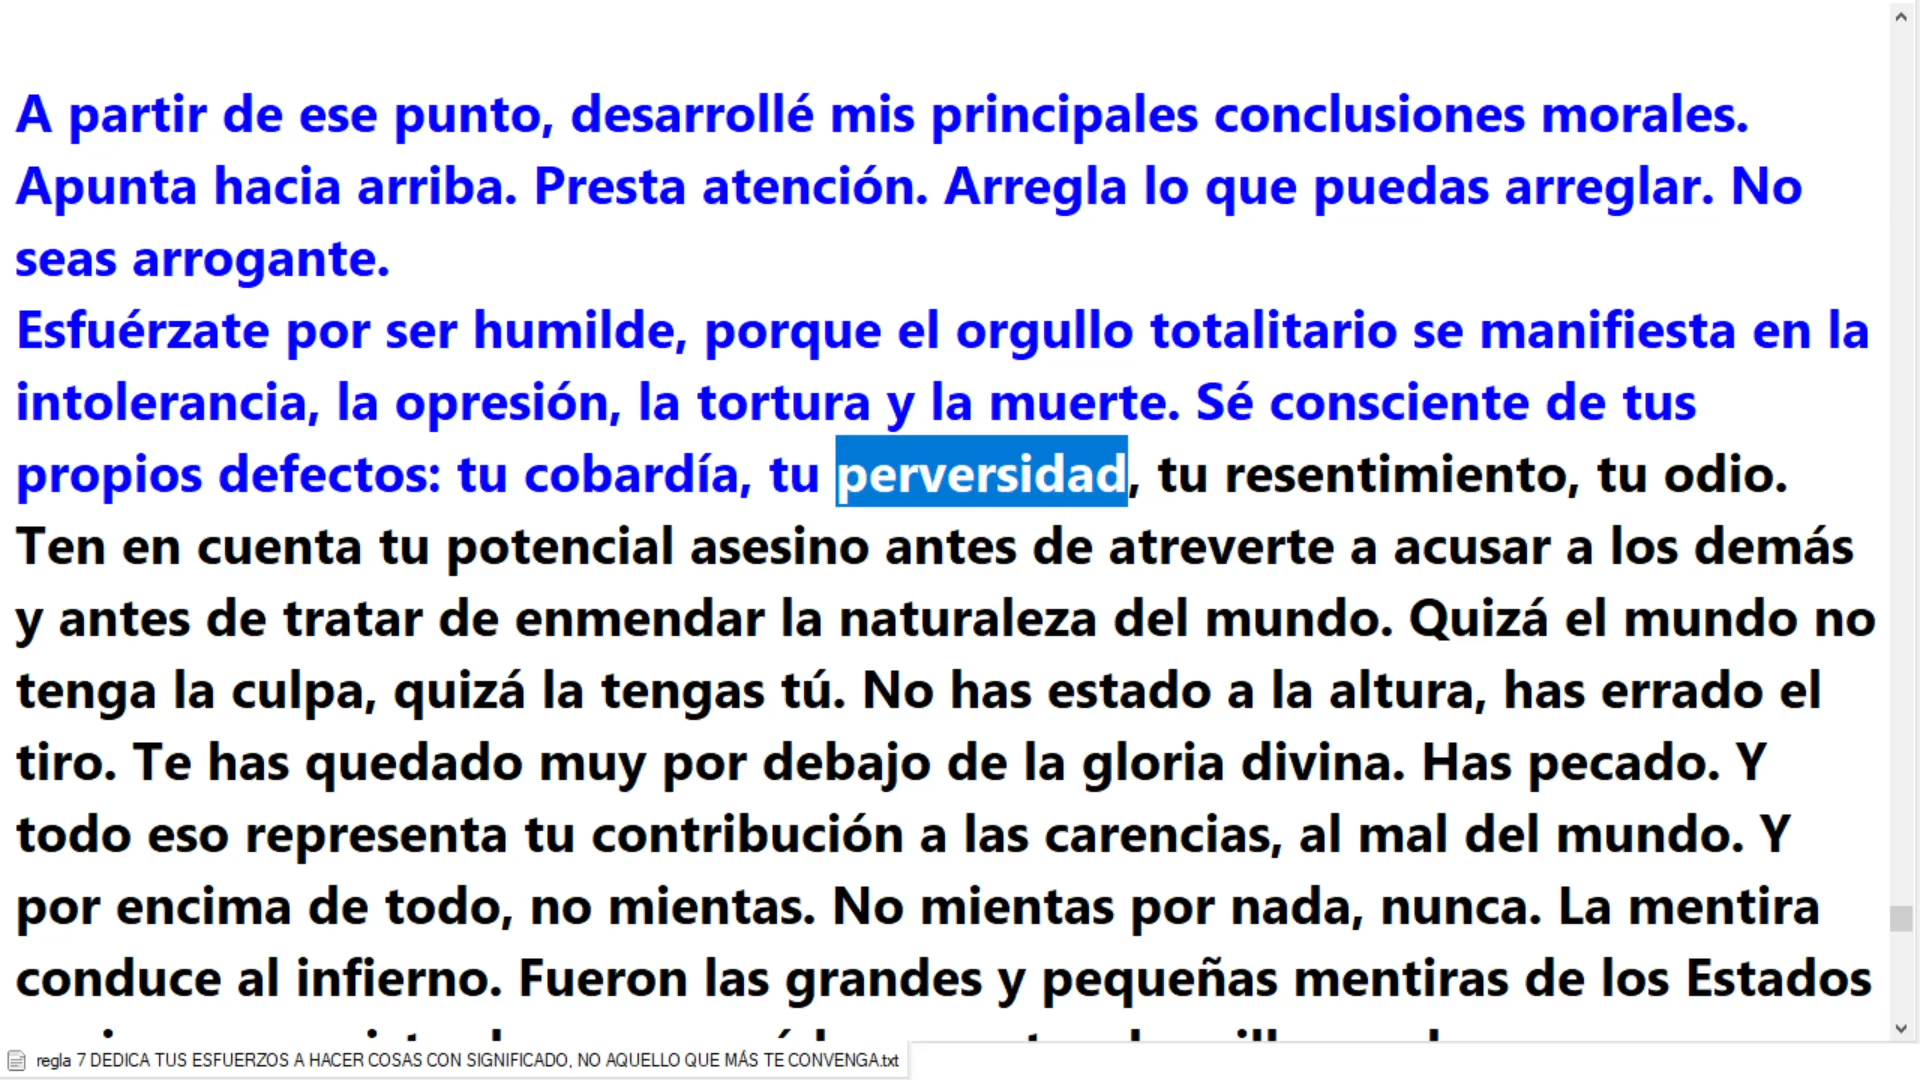 A partir de ese punto, desarrollé mis principales conclusiones morales.
Apunta hacia arriba. Presta atención. Arregla lo que puedas arreglar. No
seas arrogante.
Esfuérzate por ser humilde, porque el orgullo totalitario se manifiesta en la
intolerancia, la opresión, la tortura y la muerte. Sé consciente de tus
propios defectos: tu cobardía, tu perversidad, tu resentimiento, tu odio.
Ten en cuenta tu potencial asesino antes de atreverte a acusar a los demás
y antes de tratar de enmendar la naturaleza del mundo. Quizá el mundo no
tenga la culpa, quizá la tengas tú. No has estado a la altura, has errado el
tiro. Te has quedado muy por debajo de la gloria divina. Has pecado. Y
todo eso representa tu contribución a las carencias, al mal del mundo. Y
por encima de todo, no mientas. No mientas por nada, nunca. La mentira
conduce al infierno. Fueron las grandes y pequeñas mentiras de los Estados
regla 7 DEDICA TUS ESFUERZOS A HACER COSAS CON SIGNIFICADO, NO AQUELLO QUE MÁS TE CONVENGA.txt